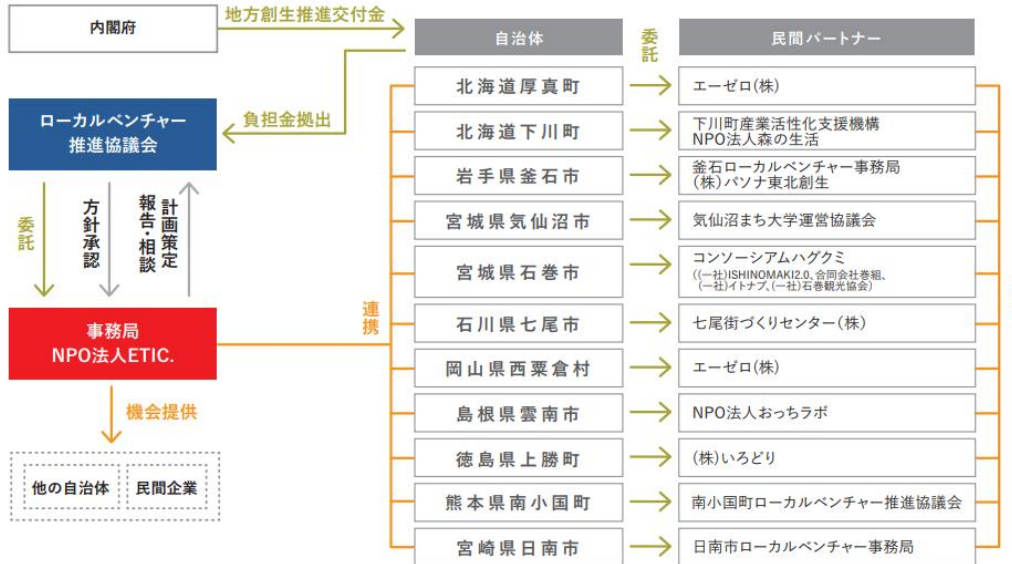 内閣府
地方創生推進交付金
自治体
委託
民間パートナー
ローカルベンチャー
推進協議会
負担金拠出
委託
方針承認
報告・相談
計画策定
事務局
NPO法人ETIC.
連携
機会提供
他の自治体
民間企業
北海道厚真町
エーゼロ(株)
北海道下川町
下川町産業活性化支援機構
NPO法人森の生活
岩手県釜石市
釜石ローカルベンチャー事務局
(株)パソナ東北創生
宮城県気仙沼市
気仙沼まち大学運営協議会
宮城県石巻市
コンソーシアムハグクミ
((一社)ISHINOMAKI2.0、合同会社巻組、
(一社)イトナブ、(一社)石巻観光協会)
石川県七尾市
七尾街づくりセンター(株)
岡山県西粟倉村
エーゼロ(株)
島根県雲南市
NPO法人おっちラボ
徳島県上勝町
(株)いろどり
熊本県南小国町
南小国町ローカルベンチャー推進協議会
宮崎県日南市
日南市ローカルベンチャー事務局